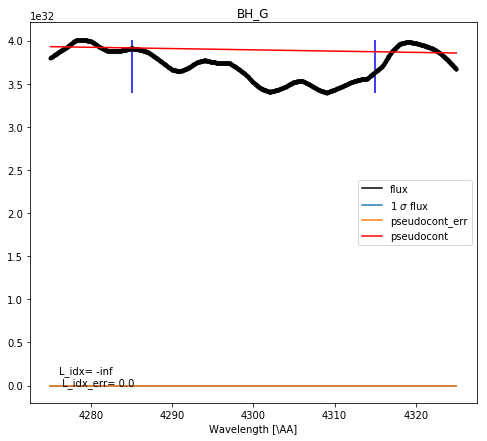 BH_G
1e32
4.0
3.5
3.0
2.5
2.0
1.5
1.0
0.5
0.0
flux
1 σ flux
pseudocont_err
pseudocont
L_idx= -inf
L_idx_err= 0.0
4280 4290 4300 4310 4320
Wavelength [\AA]